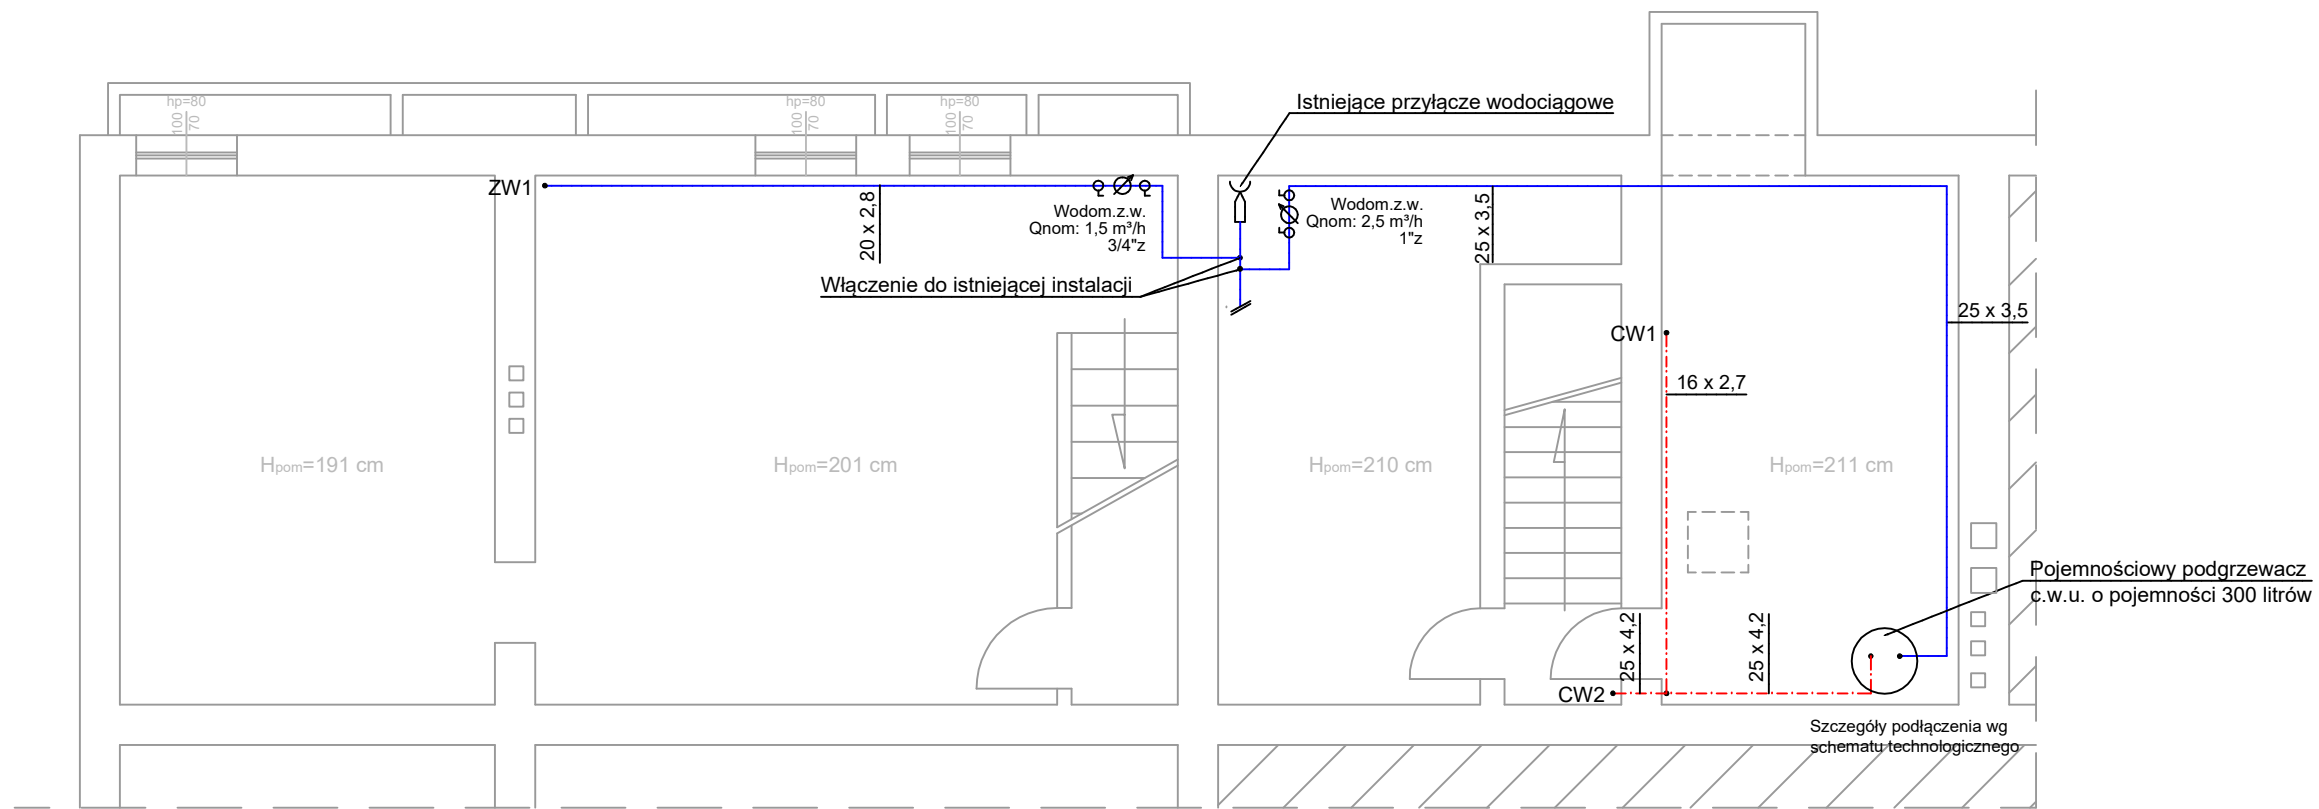 Istniejące przyłącze wodociągowe
hp=80
100
70
hp=80
100
70
hp=80
100
70
ZW1
20 x 2,8
Wodom.z.w.
Qnom: 1,5 m³/h
3/4"z
Wodom.z.w.
Qnom: 2,5 m³/h
1"z
25 x 3,5
Włączenie do istniejącej instalacji
25 x 3,5
CW1
16 x 2,7
Hpom=191 cm
Hpom=201 cm
Hpom=210 cm
Hpom=211 cm
Pojemnościowy podgrzewacz
c.w.u. o pojemności 300 litrów
25 x 4,2
25 x 4,2
CW2
Szczegóły podłączenia wg
schematu technologicznego